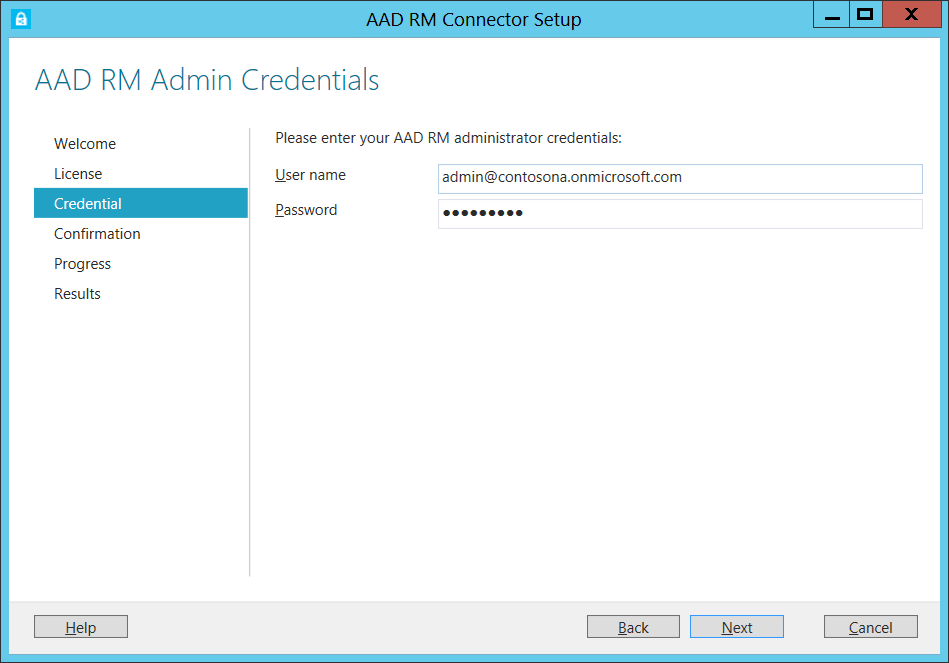 AAD RM Connector Setup
AAD RM Admin Credentials
Welcome
License
Credential
Confirmation
Progress
Results
Please enter your AAD RM administrator credentials:
User name admin@contosona.onmicrosoft.com
Password ●●●●●●●●●
Help Back Next Cancel